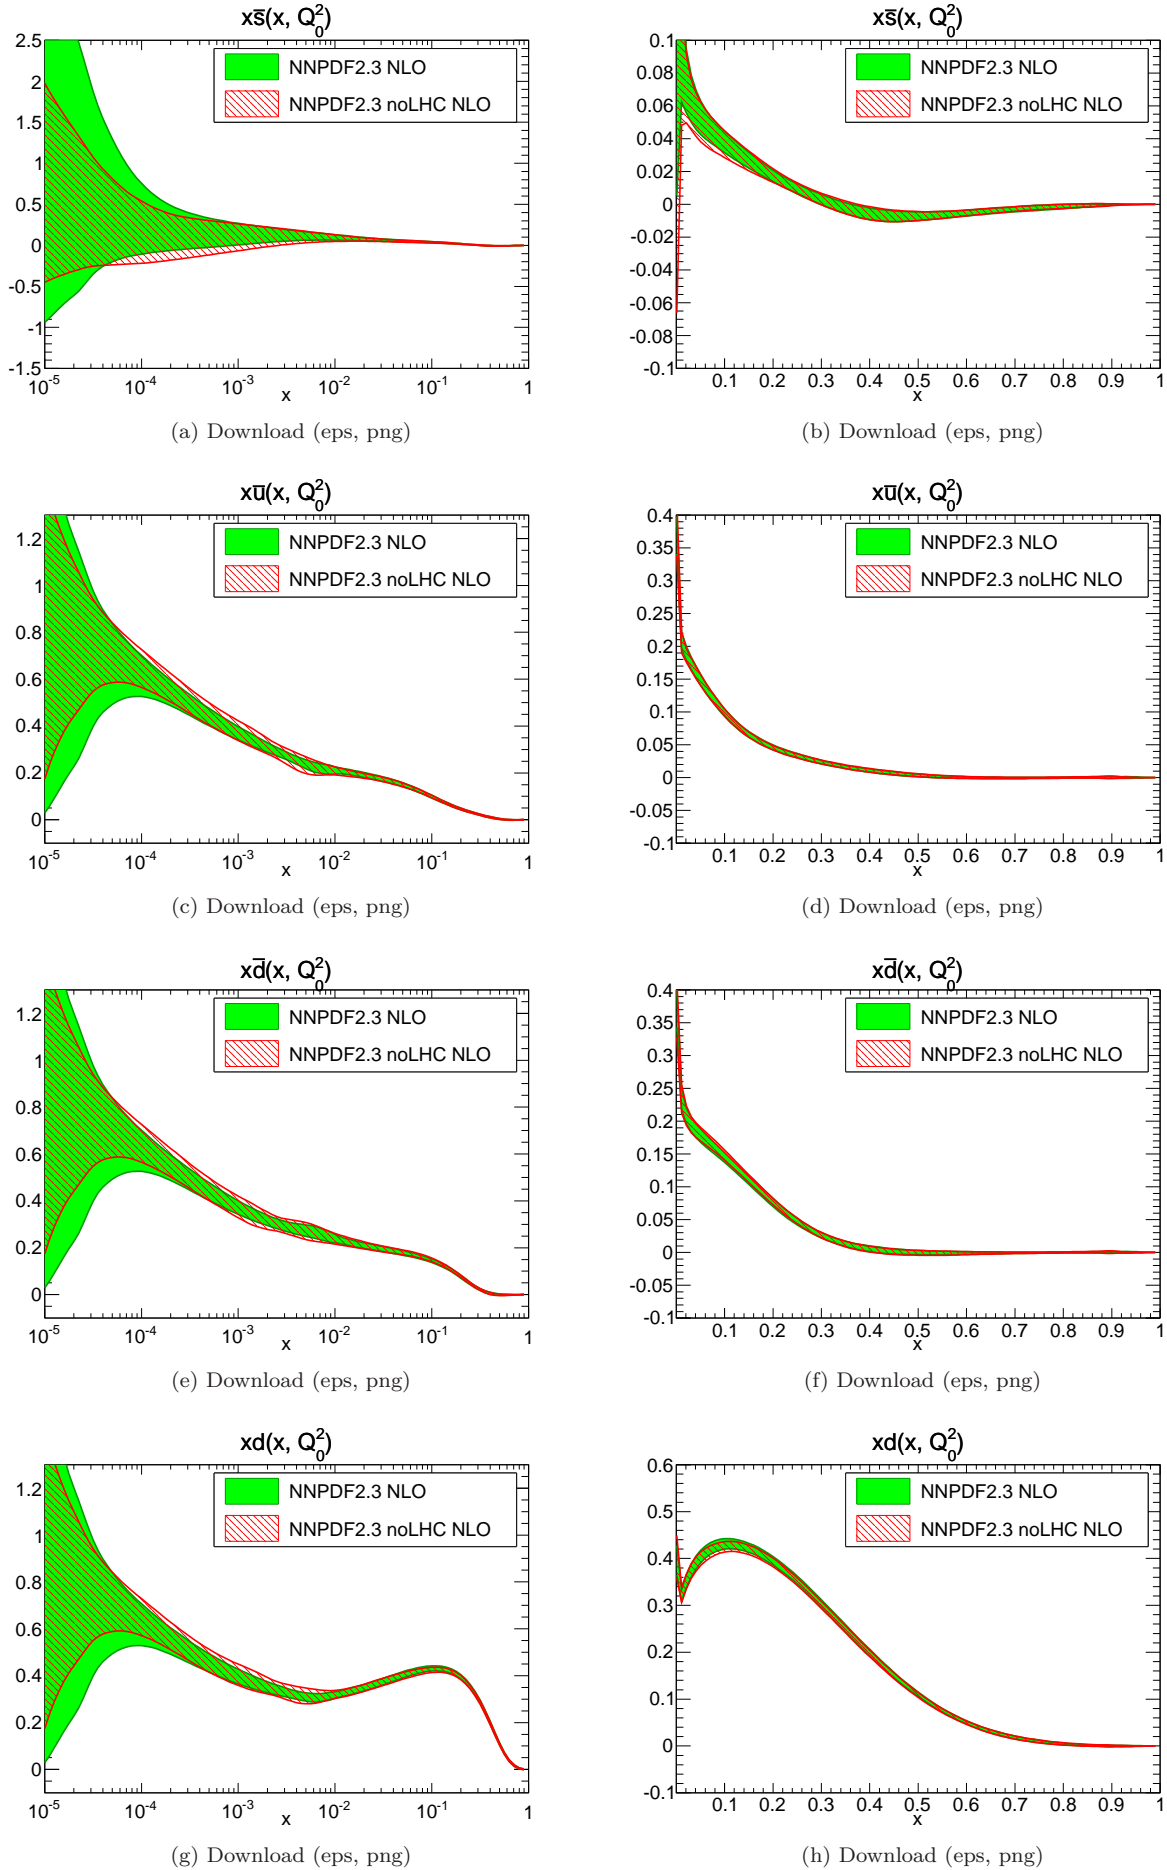 xs̅(x, Q₀²)
2.5
2
1.5
1
0.5
0
-0.5
-1
-1.5
NNPDF2.3 NLO
NNPDF2.3 noLHC NLO
10⁻⁵ 10⁻⁴ 10⁻³ 10⁻² 10⁻¹ 1
x
(a) Download (eps, png)
xs̅(x, Q₀²)
0.1
0.08
0.06
0.04
0.02
0
-0.02
-0.04
-0.06
-0.08
-0.1
NNPDF2.3 NLO
NNPDF2.3 noLHC NLO
0.1 0.2 0.3 0.4 0.5 0.6 0.7 0.8 0.9 1
x
(b) Download (eps, png)
xu̅(x, Q₀²)
1.2
1
0.8
0.6
0.4
0.2
0
NNPDF2.3 NLO
NNPDF2.3 noLHC NLO
10⁻⁵ 10⁻⁴ 10⁻³ 10⁻² 10⁻¹ 1
x
(c) Download (eps, png)
xu̅(x, Q₀²)
0.4
0.35
0.3
0.25
0.2
0.15
0.1
0.05
0
-0.05
-0.1
NNPDF2.3 NLO
NNPDF2.3 noLHC NLO
0.1 0.2 0.3 0.4 0.5 0.6 0.7 0.8 0.9 1
x
(d) Download (eps, png)
xd̅(x, Q₀²)
1.2
1
0.8
0.6
0.4
0.2
0
NNPDF2.3 NLO
NNPDF2.3 noLHC NLO
10⁻⁵ 10⁻⁴ 10⁻³ 10⁻² 10⁻¹ 1
x
(e) Download (eps, png)
xd̅(x, Q₀²)
0.4
0.35
0.3
0.25
0.2
0.15
0.1
0.05
0
-0.05
-0.1
NNPDF2.3 NLO
NNPDF2.3 noLHC NLO
0.1 0.2 0.3 0.4 0.5 0.6 0.7 0.8 0.9 1
x
(f) Download (eps, png)
xd(x, Q₀²)
1.2
1
0.8
0.6
0.4
0.2
0
NNPDF2.3 NLO
NNPDF2.3 noLHC NLO
10⁻⁵ 10⁻⁴ 10⁻³ 10⁻² 10⁻¹ 1
x
(g) Download (eps, png)
xd(x, Q₀²)
0.6
0.5
0.4
0.3
0.2
0.1
0
-0.1
NNPDF2.3 NLO
NNPDF2.3 noLHC NLO
0.1 0.2 0.3 0.4 0.5 0.6 0.7 0.8 0.9 1
x
(h) Download (eps, png)